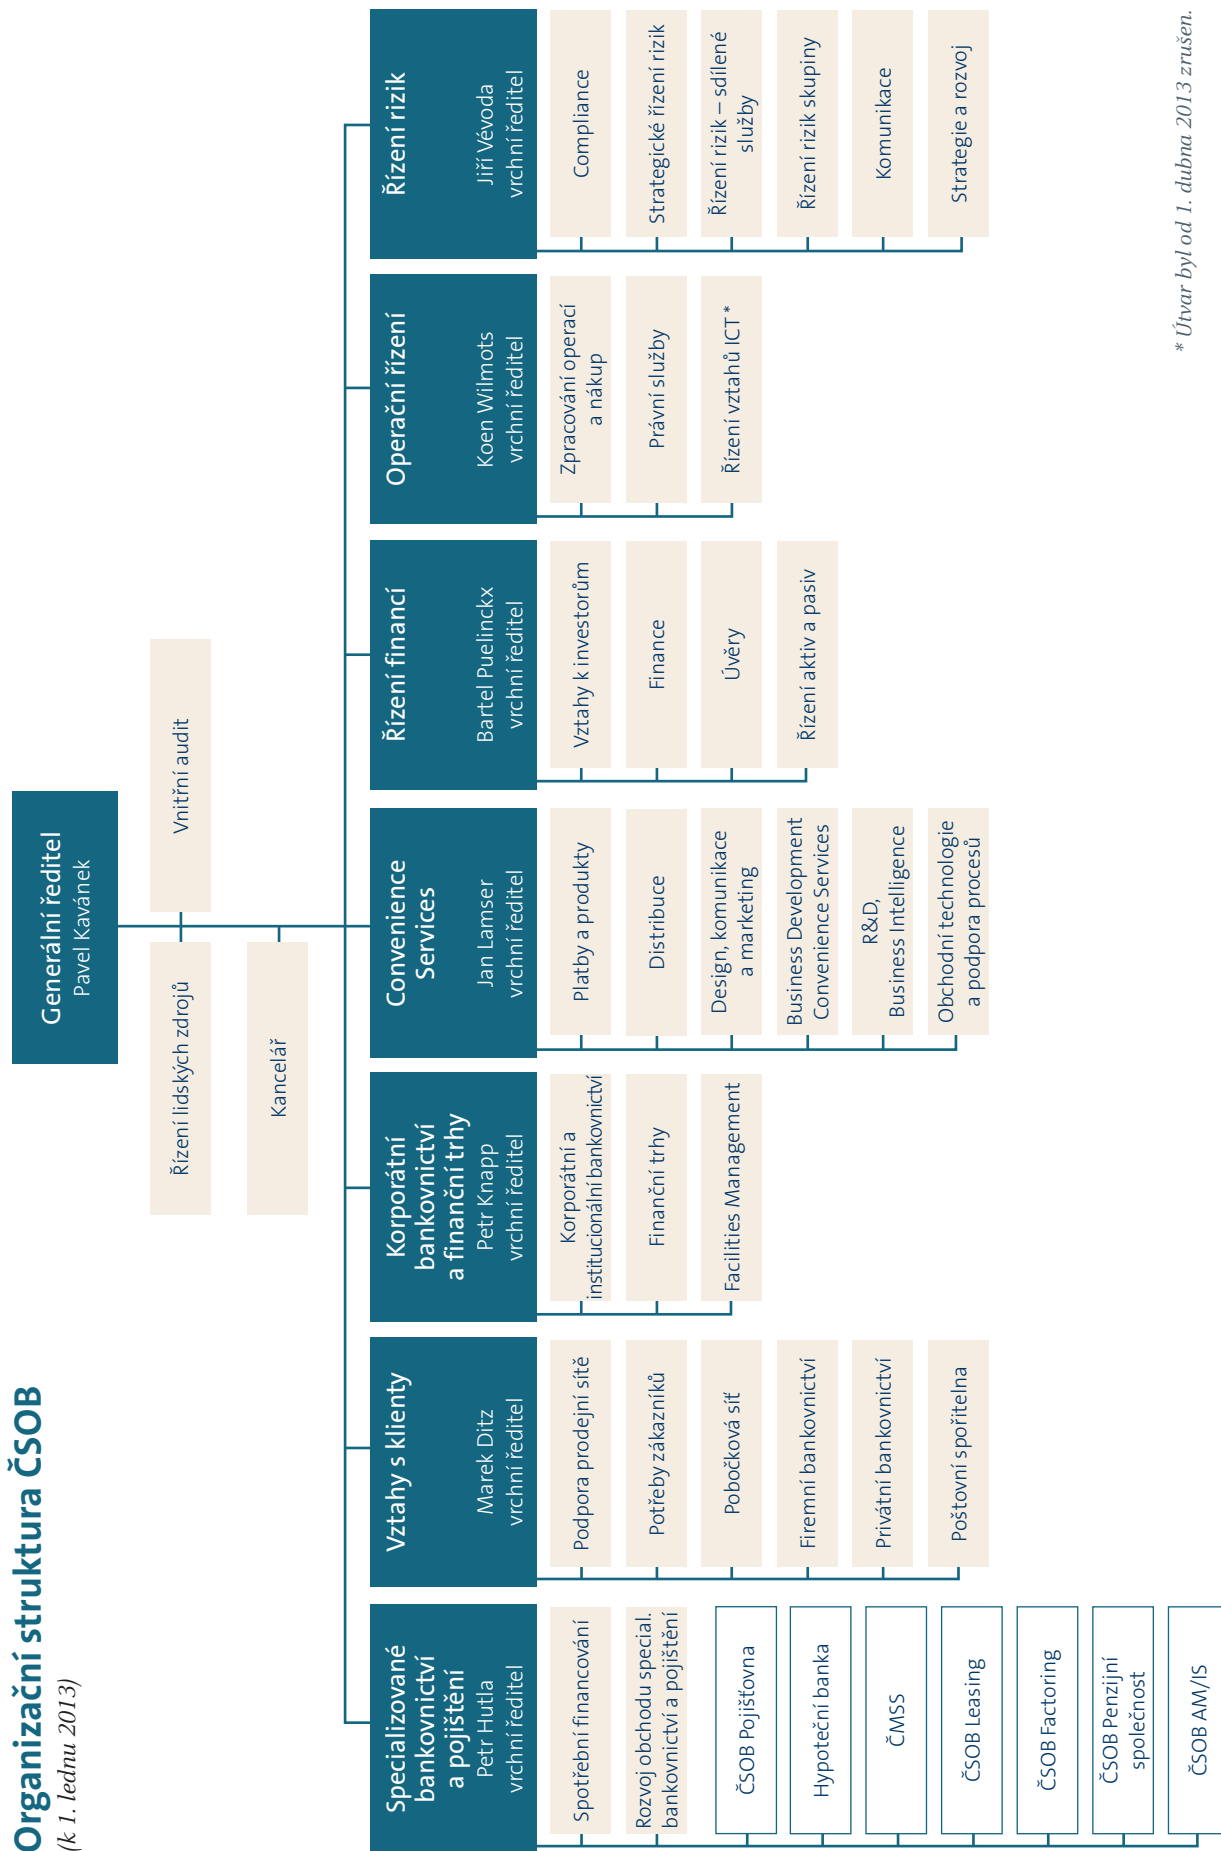 Organizační struktura ČSOB
(k 1. lednu 2013)
Generální ředitel
Pavel Kavánek
Řízení lidských zdrojů
Vnitřní audit
Kancelář
Specializované
bankovnictví
a pojištění
Petr Hutla
vrchní ředitel
Spotřební financování
Rozvoj obchodu special.
bankovnictví a pojištění
ČSOB Pojišťovna
Hypoteční banka
ČMSS
ČSOB Leasing
ČSOB Factoring
ČSOB Penzijní
společnost
ČSOB AM/IS
Vztahy s klienty
Marek Ditz
vrchní ředitel
Podpora prodejní sítě
Potřeby zákazníků
Pobočková síť
Firemní bankovnictví
Privátní bankovnictví
Poštovní spořitelna
Korporátní
bankovnictví
a finanční trhy
Petr Knapp
vrchní ředitel
Korporátní a
institucionální bankovnictví
Finanční trhy
Facilities Management
Convenience
Services
Jan Lamser
vrchní ředitel
Platby a produkty
Distribuce
Design, komunikace
a marketing
Business Development
Convenience Services
R&D,
Business Intelligence
Obchodní technologie
a podpora procesů
Řízení financí
Bartel Puelinckx
vrchní ředitel
Vztahy k investorům
Finance
Úvěry
Řízení aktiv a pasiv
Operační řízení
Koen Wilmots
vrchní ředitel
Zpracování operací
a nákup
Právní služby
Řízení vztahů ICT *
Řízení rizik
Jiří Vévoda
vrchní ředitel
Compliance
Strategické řízení rizik
Řízení rizik – sdílené
služby
Řízení rizik skupiny
Komunikace
Strategie a rozvoj
* Útvar byl od 1. dubna 2013 zrušen.